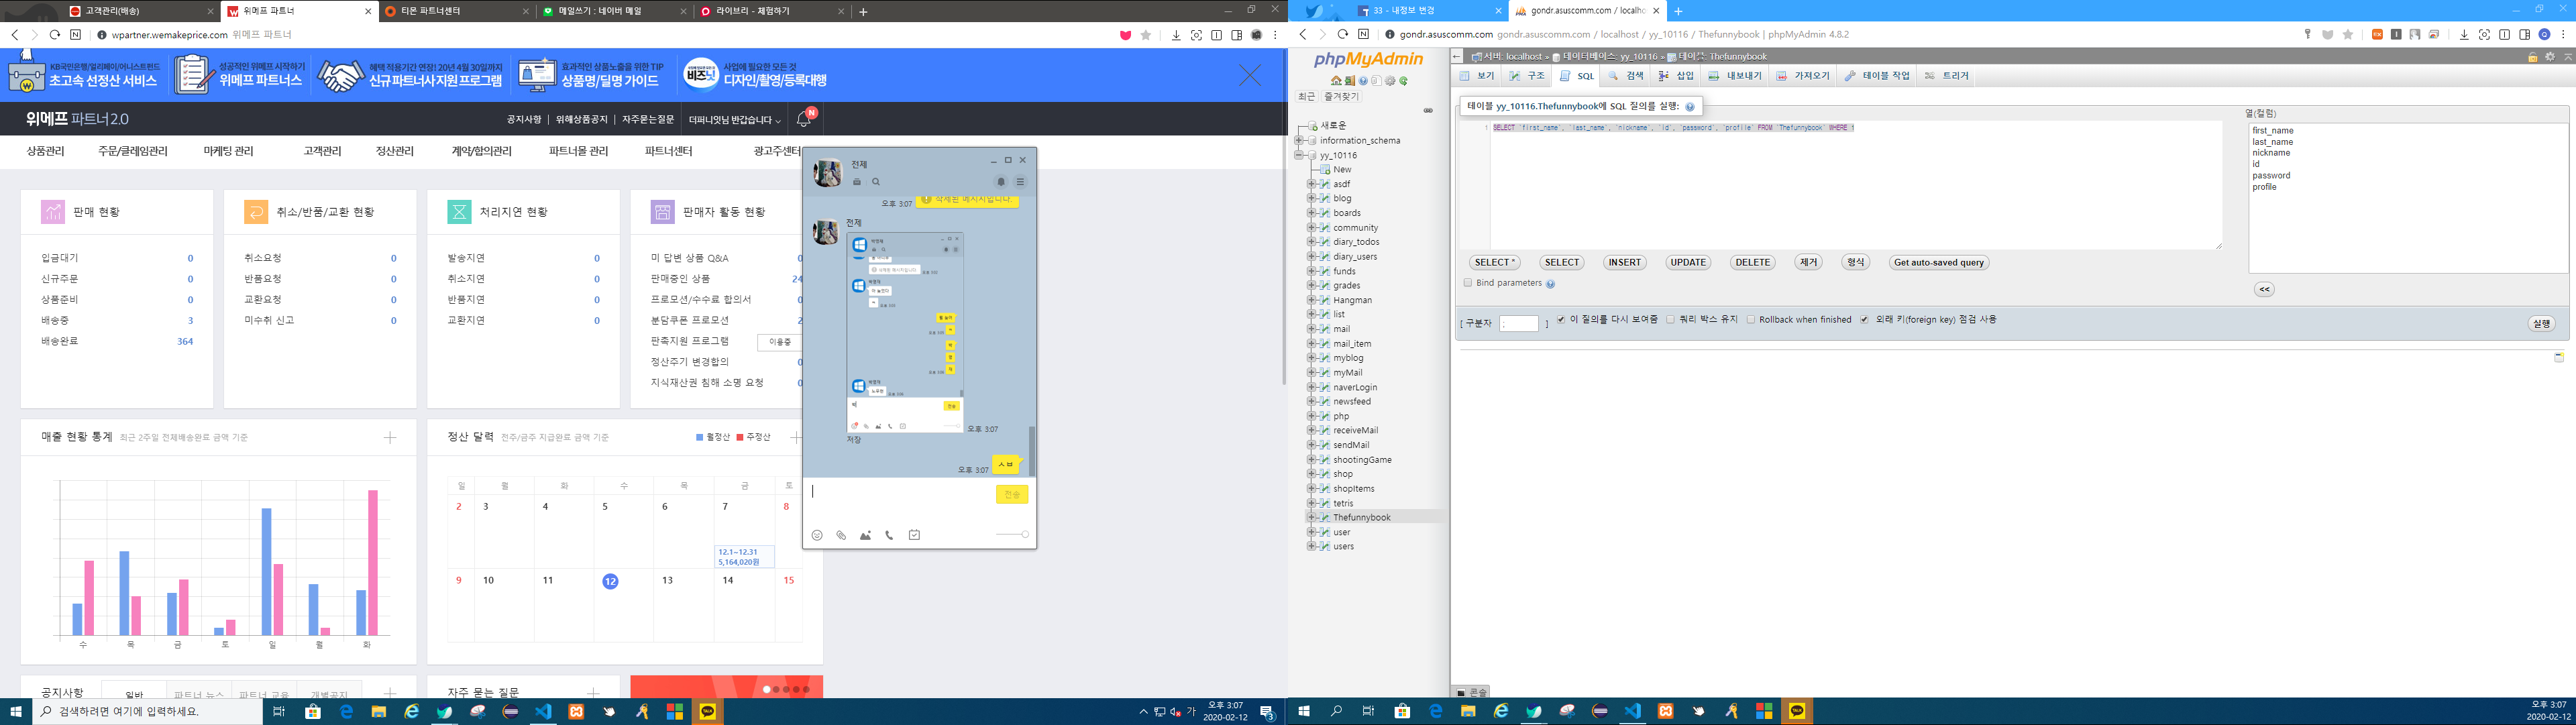 고객관리(배송)
위메프 파트너
티몬 파트너센터
메일쓰기 : 네이버 메일
라이브리 - 체험하기
wpartner.wemakeprice.com 위메프 파트너
KB국민은행/얼리페이/어니스트펀드
초고속 선정산 서비스
성공적인 위메프 시작하기
위메프 파트너스
혜택 적용기간 연장! 20년 4월 30일까지
신규 파트너사 지원 프로그램
효과적인 상품노출을 위한 TIP
상품명/딜명 가이드
비즈넛
사업에 필요한 모든 것
디자인/촬영/등록대행
위메프 파트너 2.0
공지사항 | 위해상품공지 | 자주묻는질문
더퍼니잇님 반갑습니다
N
상품관리
주문/클레임관리
마케팅 관리
고객관리
정산관리
계약/합의관리
파트너몰 관리
파트너센터
광고주센터
판매 현황
입금대기 0
신규주문 0
상품준비 0
배송중 3
배송완료 364
취소/반품/교환 현황
취소요청 0
반품요청 0
교환요청 0
미수취 신고 0
처리지연 현황
발송지연 0
취소지연 0
반품지연 0
교환지연 0
판매자 활동 현황
미 답변 상품 Q&A 0
판매중인 상품 24
프로모션/수수료 합의서 0
분담쿠폰 프로모션 2
판촉지원 프로그램 이용중
정산주기 변경합의 0
지식재산권 침해 소명 요청 0
매출 현황 통계 최근 2주일 전체배송완료 금액 기준
수 목 금 토 일 월 화
정산 달력 전주/금주 지급완료 금액 기준
월정산 주정산
일 월 화 수 목 금 토
2 3 4 5 6 7 8
12.1~12.31
5,164,020원
9 10 11 12 13 14 15
공지사항
일반
파트너 뉴스
파트너 교육
개별공지
자주 묻는 질문
전제
오후 3:07
삭제된 메시지입니다.
전제
오후 3:07
저장
오후 3:07
ㅅㅂ
전송
검색하려면 여기에 입력하세요.
가
오후 3:07
2020-02-12
3
33 - 내정보 변경
gondr.asuscomm.com / localho
gondr.asuscomm.com gondr.asuscomm.com / localhost / yy_10116 / Thefunnybook | phpMyAdmin 4.8.2
phpMyAdmin
최근 즐겨찾기
새로운
information_schema
yy_10116
New
asdf
blog
boards
community
diary_todos
diary_users
funds
grades
Hangman
list
mail
mail_item
myblog
myMail
naverLogin
newsfeed
php
receiveMail
sendMail
shootingGame
shop
shopItems
tetris
Thefunnybook
user
users
서버: localhost » 데이터베이스: yy_10116 » 테이블: Thefunnybook
보기
구조
SQL
검색
삽입
내보내기
가져오기
테이블 작업
트리거
테이블 yy_10116.Thefunnybook에 SQL 질의를 실행:
1 SELECT `first_name`, `last_name`, `nickname`, `id`, `password`, `profile` FROM `Thefunnybook` WHERE 1
열(컬럼)
first_name
last_name
nickname
id
password
profile
SELECT *
SELECT
INSERT
UPDATE
DELETE
제거
형식
Get auto-saved query
<<
Bind parameters
[ 구분자 ; ]
이 질의를 다시 보여줌
쿼리 박스 유지
Rollback when finished
외래 키(foreign key) 점검 사용
실행
콘솔
오후 3:07
2020-02-12